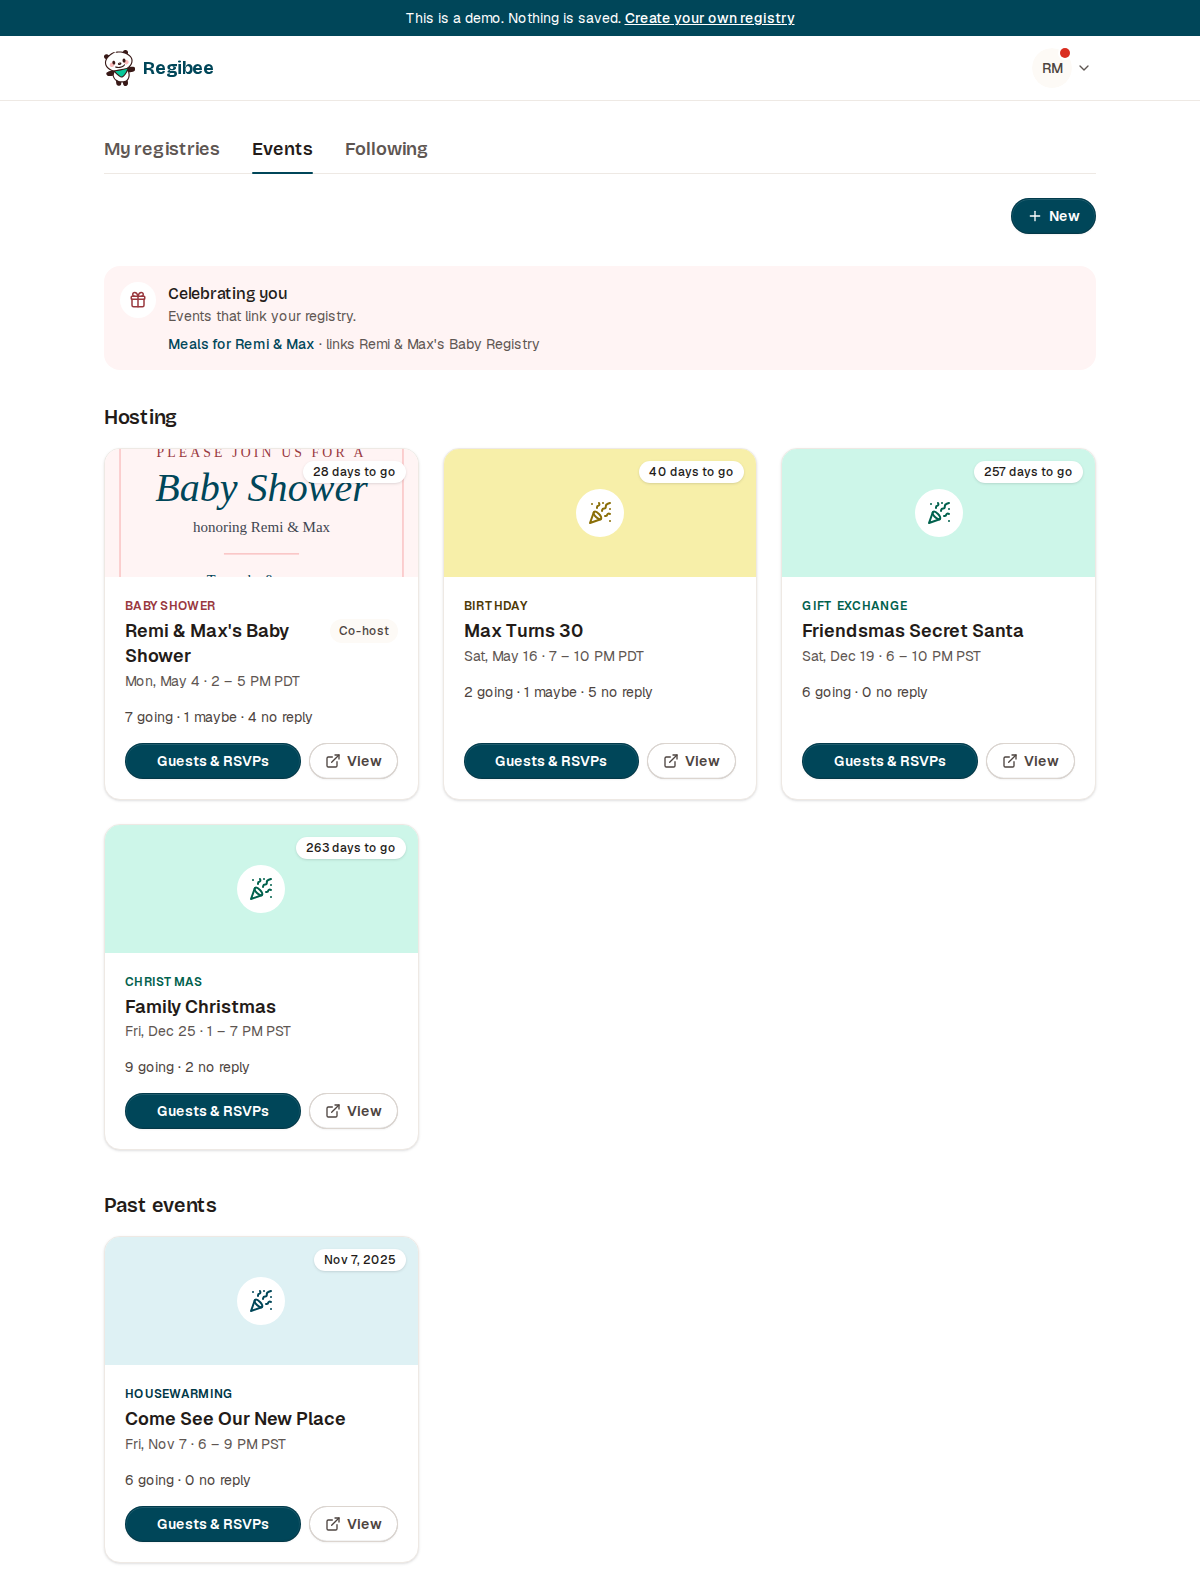 This is a demo. Nothing is saved. Create your own registry
Regibee
RM
My registries
Events
Following
+ New
Celebrating you
Events that link your registry.
Meals for Remi & Max · links Remi & Max's Baby Registry
Hosting
PLEASE JOIN US FOR A
28 days to go
Baby Shower
honoring Remi & Max
BABY SHOWER
Remi & Max's Baby
Shower
Co-host
Mon, May 4 · 2 – 5 PM PDT
7 going · 1 maybe · 4 no reply
Guests & RSVPs
View
40 days to go
BIRTHDAY
Max Turns 30
Sat, May 16 · 7 – 10 PM PDT
2 going · 1 maybe · 5 no reply
Guests & RSVPs
View
257 days to go
GIFT EXCHANGE
Friendsmas Secret Santa
Sat, Dec 19 · 6 – 10 PM PST
6 going · 0 no reply
Guests & RSVPs
View
263 days to go
CHRISTMAS
Family Christmas
Fri, Dec 25 · 1 – 7 PM PST
9 going · 2 no reply
Guests & RSVPs
View
Past events
Nov 7, 2025
HOUSEWARMING
Come See Our New Place
Fri, Nov 7 · 6 – 9 PM PST
6 going · 0 no reply
Guests & RSVPs
View